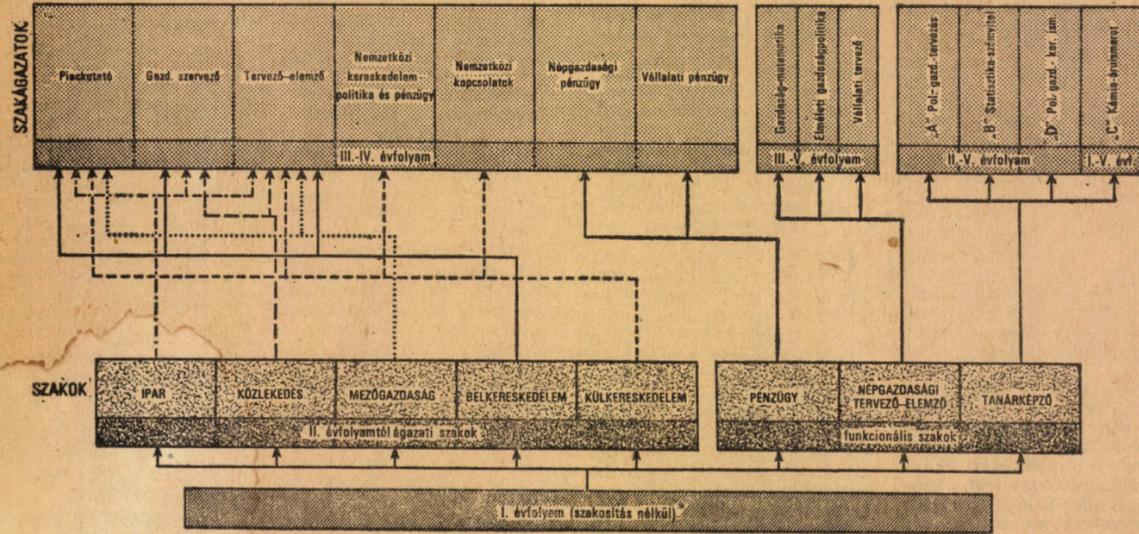 SZAKÁGAZATOK
Piackutató
Gazd. szervező
Tervező-elemző
Nemzetközi
kereskedelem-
politika és pénzügy
Nemzetközi
kapcsolatok
Népgazdasági
pénzügy
Vállalati pénzügy
III.-IV. évfolyam
Gazdaság-matematika
Elméleti gazdaságpolitika
Vállalati tervező
III.-V. évfolyam
„A" Pol.-gazd.-tervezés
„B" Statisztika-számvitel
„D" Pol. gazd.- ker. ism.
„C" Kémia-áruismeret
II.-V. évfolyam
I.-V. évf.
SZAKOK
IPAR
KÖZLEKEDÉS
MEZŐGAZDASÁG
BELKERESKEDELEM
KÜLKERESKEDELEM
II. évfolyamtól ágazati szakok
PÉNZÜGY
NÉPGAZDASÁGI
TERVEZŐ-ELEMZŐ
TANÁRKÉPZŐ
funkcionális szakok
I. évfolyam (szakosítás nélkül)*